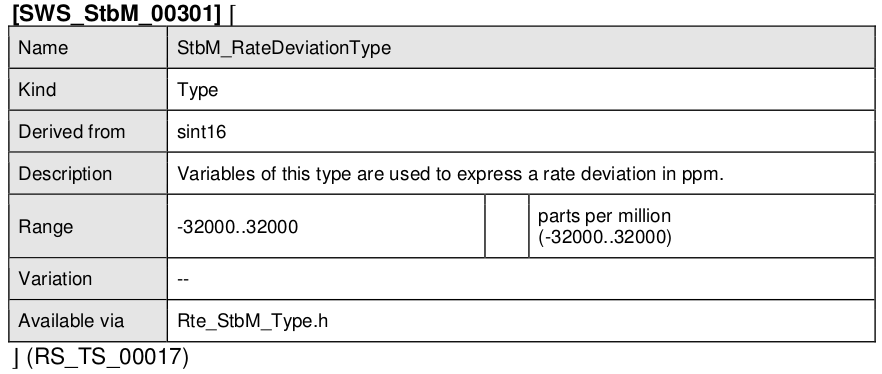 [SWS_StbM_00301] ⌈
Name StbM_RateDeviationType
Kind Type
Derived from sint16
Description Variables of this type are used to express a rate deviation in ppm.
Range -32000..32000 parts per million
(-32000..32000)
Variation --
Available via Rte_StbM_Type.h
⌋ (RS_TS_00017)